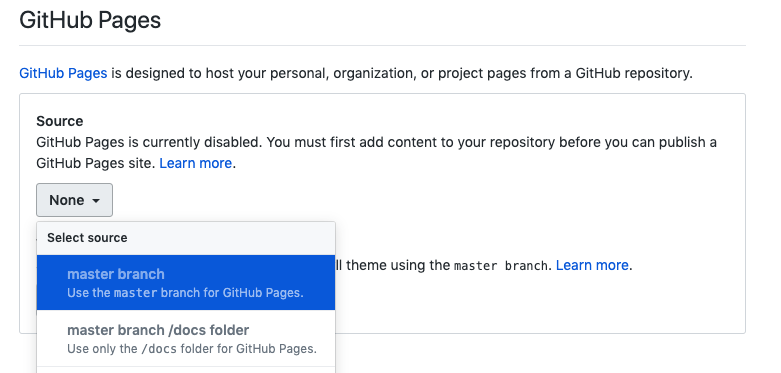 GitHub Pages
GitHub Pages is designed to host your personal, organization, or project pages from a GitHub repository.
Source
GitHub Pages is currently disabled. You must first add content to your repository before you can publish a
GitHub Pages site. Learn more.
None
Select source
ll theme using the master branch. Learn more.
master branch
Use the master branch for GitHub Pages.
master branch /docs folder
Use only the /docs folder for GitHub Pages.